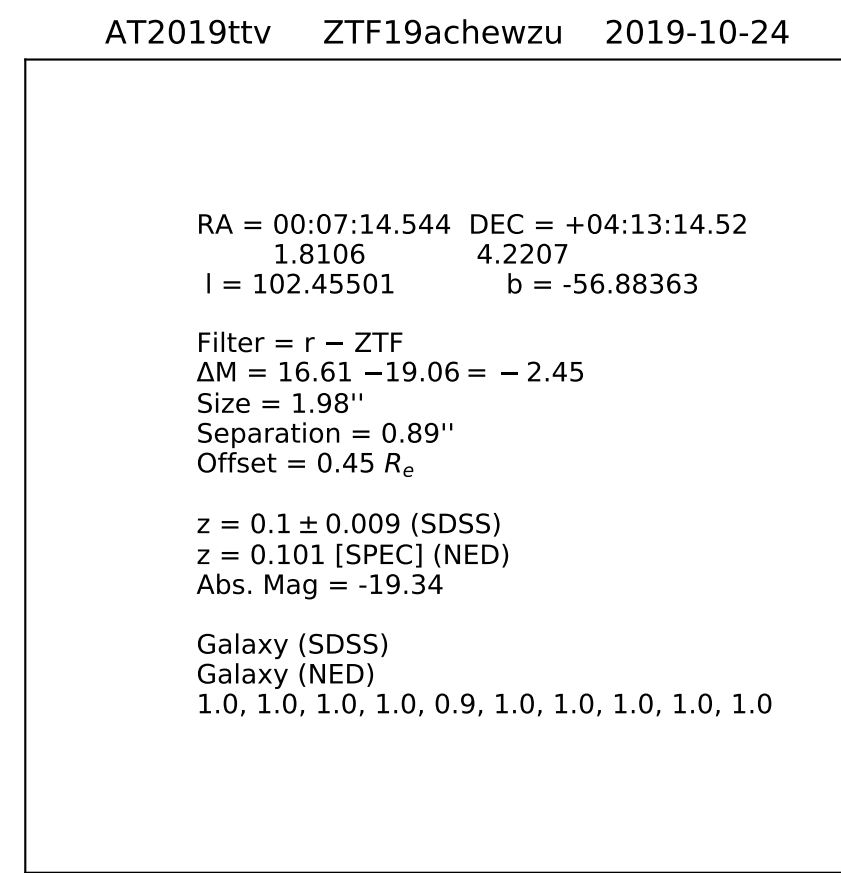 AT2019ttv ZTF19achewzu 2019-10-24
RA = 00:07:14.544 DEC = +04:13:14.52
1.8106 4.2207
l = 102.45501 b = -56.88363
Filter = r − ZTF
ΔM = 16.61 −19.06 = − 2.45
Size = 1.98''
Separation = 0.89''
Offset = 0.45 Re
z = 0.1 ± 0.009 (SDSS)
z = 0.101 [SPEC] (NED)
Abs. Mag = -19.34
Galaxy (SDSS)
Galaxy (NED)
1.0, 1.0, 1.0, 1.0, 0.9, 1.0, 1.0, 1.0, 1.0, 1.0